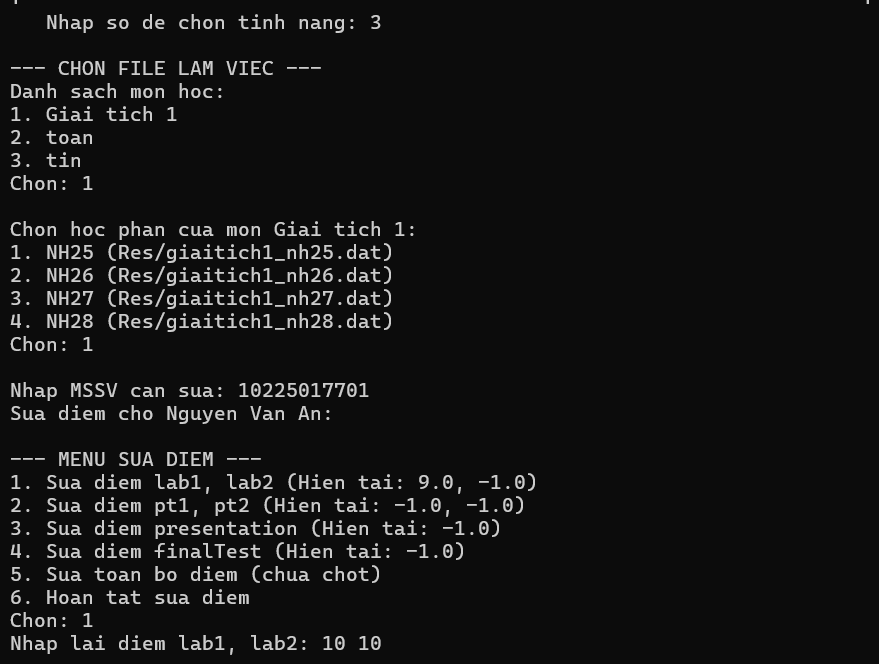 Nhap so de chon tinh nang: 3
--- CHON FILE LAM VIEC ---
Danh sach mon hoc:
1. Giai tich 1
2. toan
3. tin
Chon: 1
Chon hoc phan cua mon Giai tich 1:
1. NH25 (Res/giaitich1_nh25.dat)
2. NH26 (Res/giaitich1_nh26.dat)
3. NH27 (Res/giaitich1_nh27.dat)
4. NH28 (Res/giaitich1_nh28.dat)
Chon: 1
Nhap MSSV can sua: 10225017701
Sua diem cho Nguyen Van An:
--- MENU SUA DIEM ---
1. Sua diem lab1, lab2 (Hien tai: 9.0, -1.0)
2. Sua diem pt1, pt2 (Hien tai: -1.0, -1.0)
3. Sua diem presentation (Hien tai: -1.0)
4. Sua diem finalTest (Hien tai: -1.0)
5. Sua toan bo diem (chua chot)
6. Hoan tat sua diem
Chon: 1
Nhap lai diem lab1, lab2: 10 10